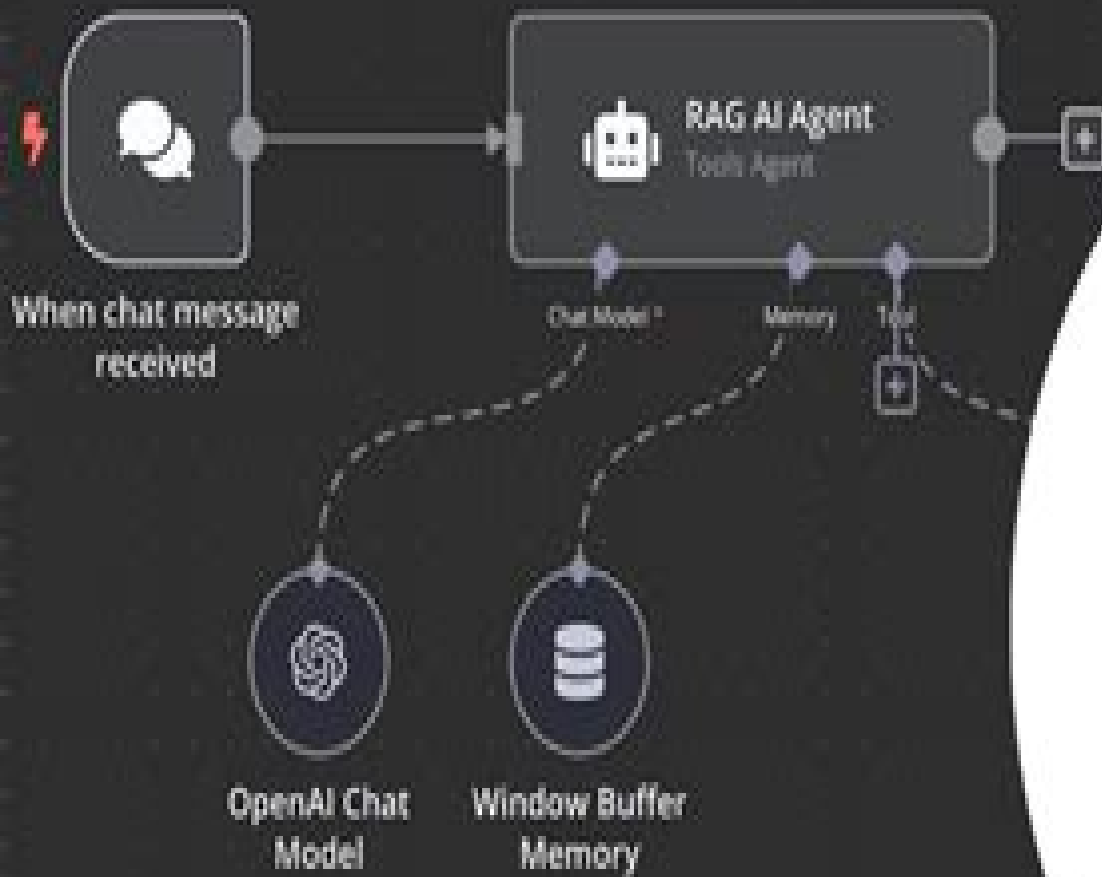 RAG AI Agent
Tools Agent
When chat message
received
Chat Model *
Memory
Tool
OpenAI Chat
Model
Window Buffer
Memory